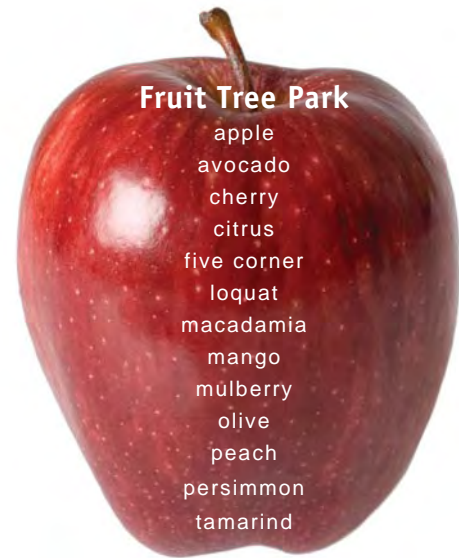 Fruit Tree Park
apple
avocado
cherry
citrus
five corner
loquat
macadamia
mango
mulberry
olive
peach
persimmon
tamarind